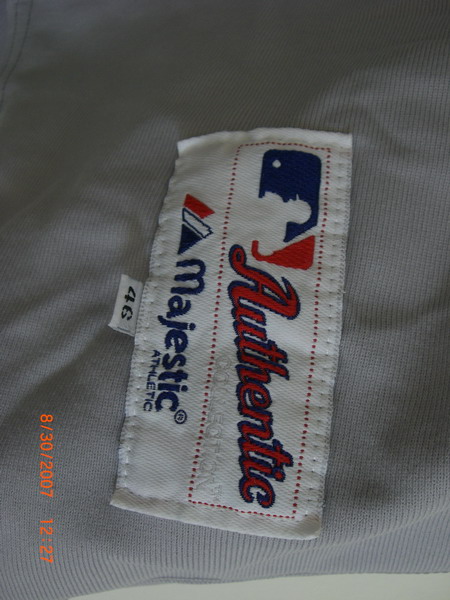 Authentic
majestic®
ATHLETIC
46
8/30/2007 12:27